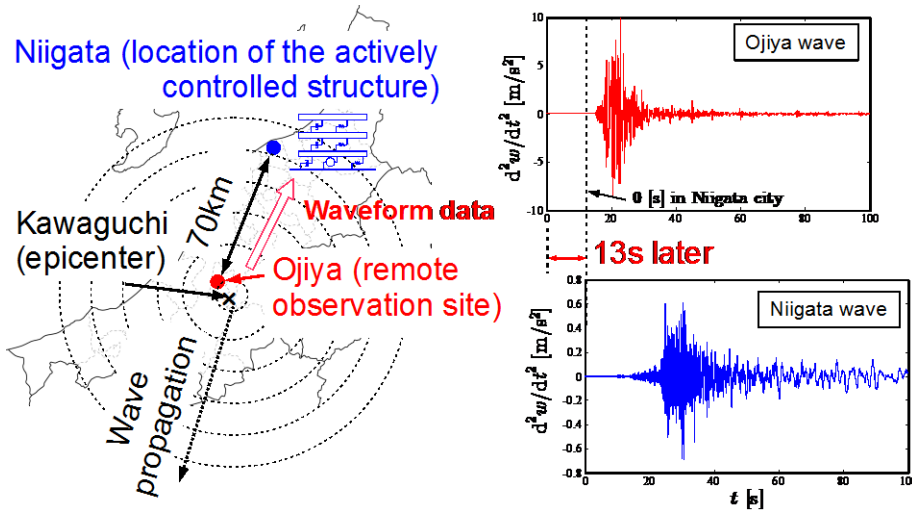 Niigata (location of the actively
controlled structure)
70km
Waveform data
Kawaguchi
(epicenter)
Ojiya (remote
observation site)
Wave
propagation
Ojiya wave
d²w/dt² [m/s²]
10
5
0
-5
-10
0 [s] in Niigata city
0 20 40 60 80 100
13s later
Niigata wave
d²w/dt² [m/s²]
0.8
0.6
0.4
0.2
0
-0.2
-0.4
-0.6
-0.8
0 20 40 60 80 100
t [s]